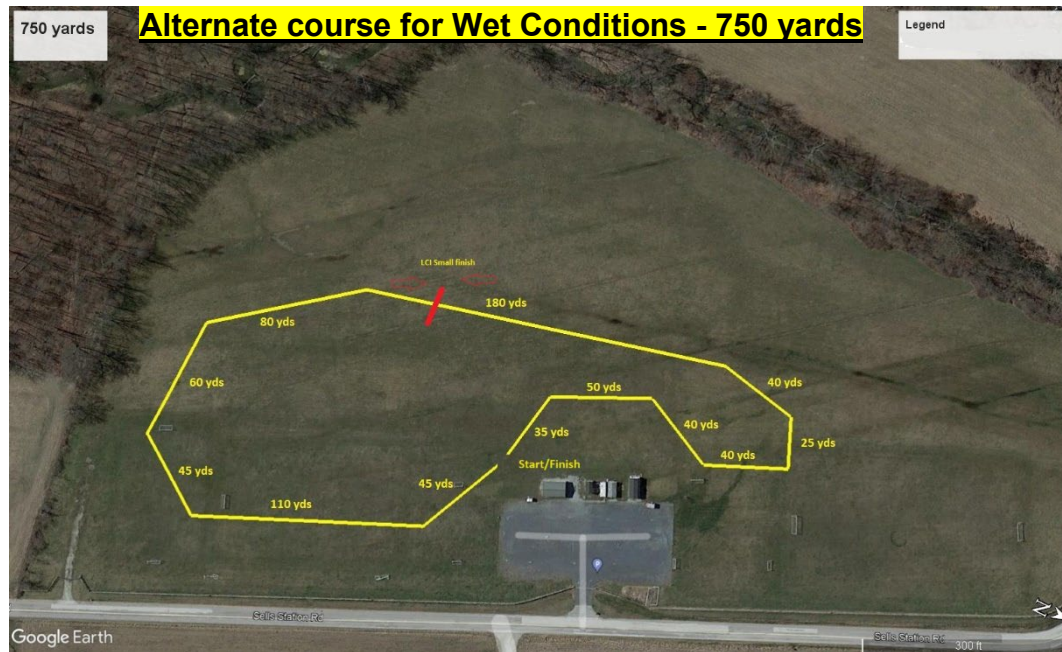 Alternate course for Wet Conditions - 750 yards
750 yards
Legend
LCI Small finish
180 yds
80 yds
60 yds
40 yds
50 yds
35 yds
40 yds
25 yds
40 yds
Start/Finish
45 yds
45 yds
110 yds
Sells Station Rd
Sells Station Rd
N
Google Earth
300 ft